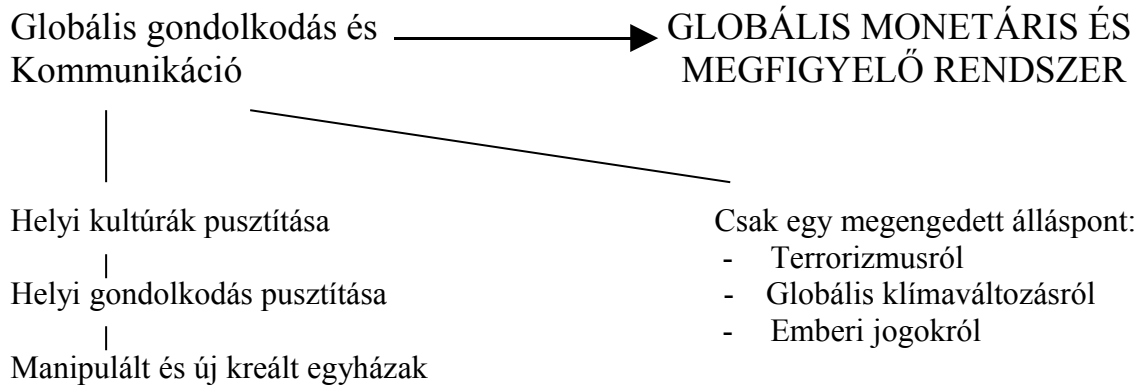 Globális gondolkodás és
Kommunikáció
GLOBÁLIS MONETÁRIS ÉS
MEGFIGYELŐ RENDSZER
Helyi kultúrák pusztítása
Helyi gondolkodás pusztítása
Manipulált és új kreált egyházak
Csak egy megengedett álláspont:
- Terrorizmusról
- Globális klímaváltozásról
- Emberi jogokról